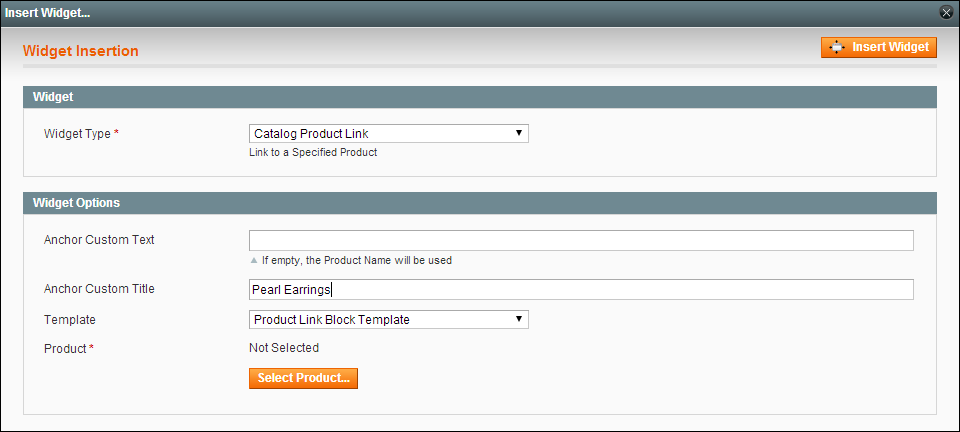 Insert Widget...
Widget Insertion
Insert Widget
Widget
Widget Type *
Catalog Product Link
Link to a Specified Product
Widget Options
Anchor Custom Text
If empty, the Product Name will be used
Anchor Custom Title
Pearl Earrings
Template
Product Link Block Template
Product *
Not Selected
Select Product...